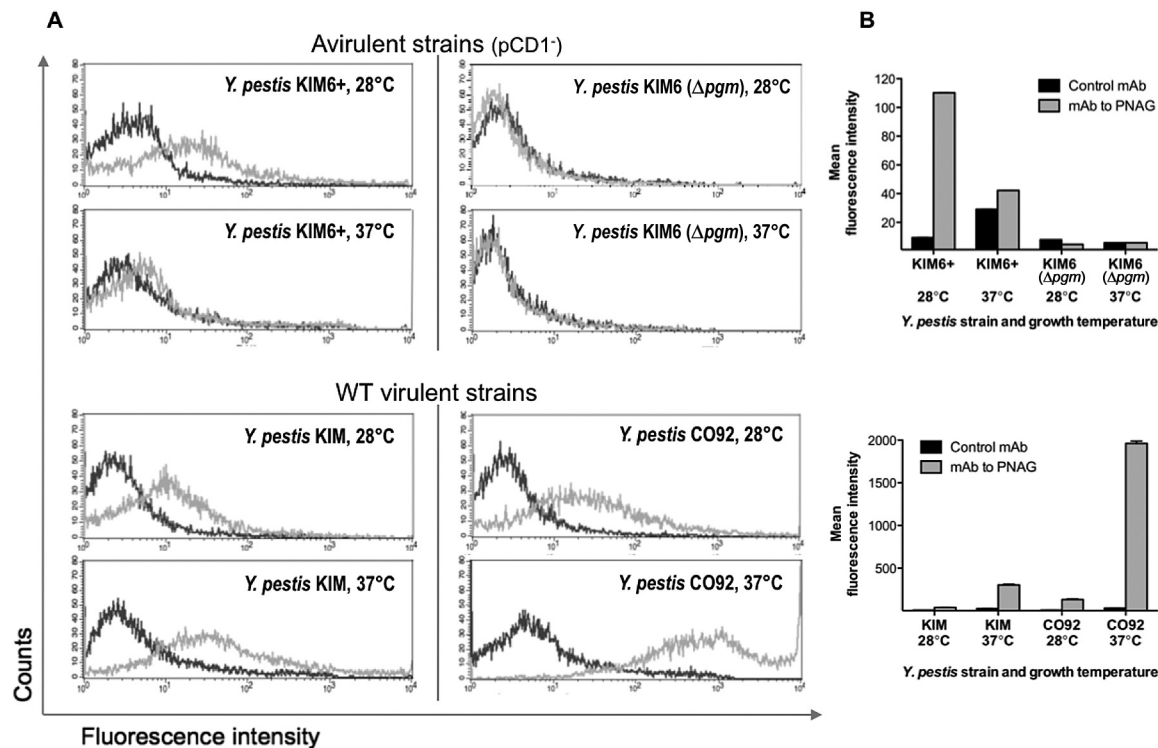 A
Avirulent strains (pCD1-)
Y. pestis KIM6+, 28°C
Y. pestis KIM6 (Δpgm), 28°C
Y. pestis KIM6+, 37°C
Y. pestis KIM6 (Δpgm), 37°C
WT virulent strains
Y. pestis KIM, 28°C
Y. pestis CO92, 28°C
Y. pestis KIM, 37°C
Y. pestis CO92, 37°C
Counts
Fluorescence intensity
B
Control mAb
mAb to PNAG
Mean
fluorescence intensity
120
100
80
60
40
20
KIM6+ KIM6+ KIM6 KIM6
(Δpgm) (Δpgm)
28°C 37°C 28°C 37°C
Y. pestis strain and growth temperature
Control mAb
mAb to PNAG
Mean
fluorescence intensity
2000
1500
1000
500
KIM KIM CO92 CO92
28°C 37°C 28°C 37°C
Y. pestis strain and growth temperature